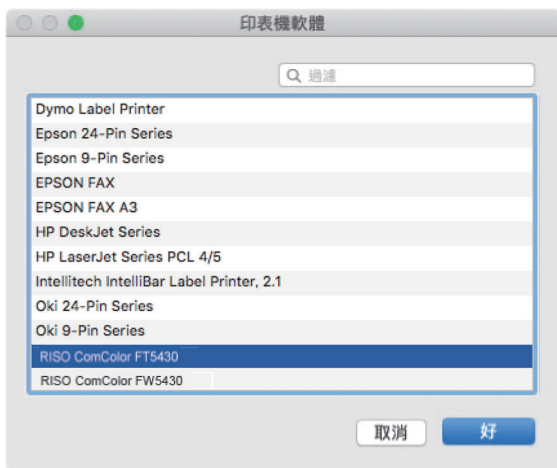 印表機軟體
過濾
Dymo Label Printer
Epson 24-Pin Series
Epson 9-Pin Series
EPSON FAX
EPSON FAX A3
HP DeskJet Series
HP LaserJet Series PCL 4/5
Intellitech IntelliBar Label Printer, 2.1
Oki 24-Pin Series
Oki 9-Pin Series
RISO ComColor FT5430
RISO ComColor FW5430
取消 好